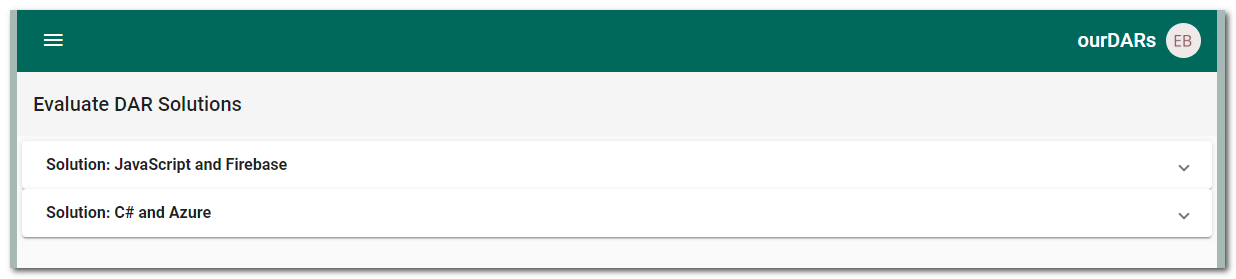 ourDARs EB
Evaluate DAR Solutions
Solution: JavaScript and Firebase
Solution: C# and Azure